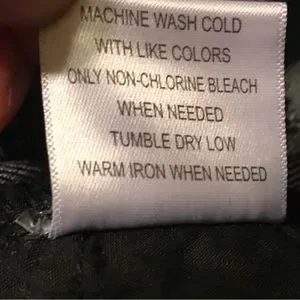 MACHINE WASH COLD
WITH LIKE COLORS
ONLY NON-CHLORINE BLEACH
WHEN NEEDED
TUMBLE DRY LOW
WARM IRON WHEN NEEDED